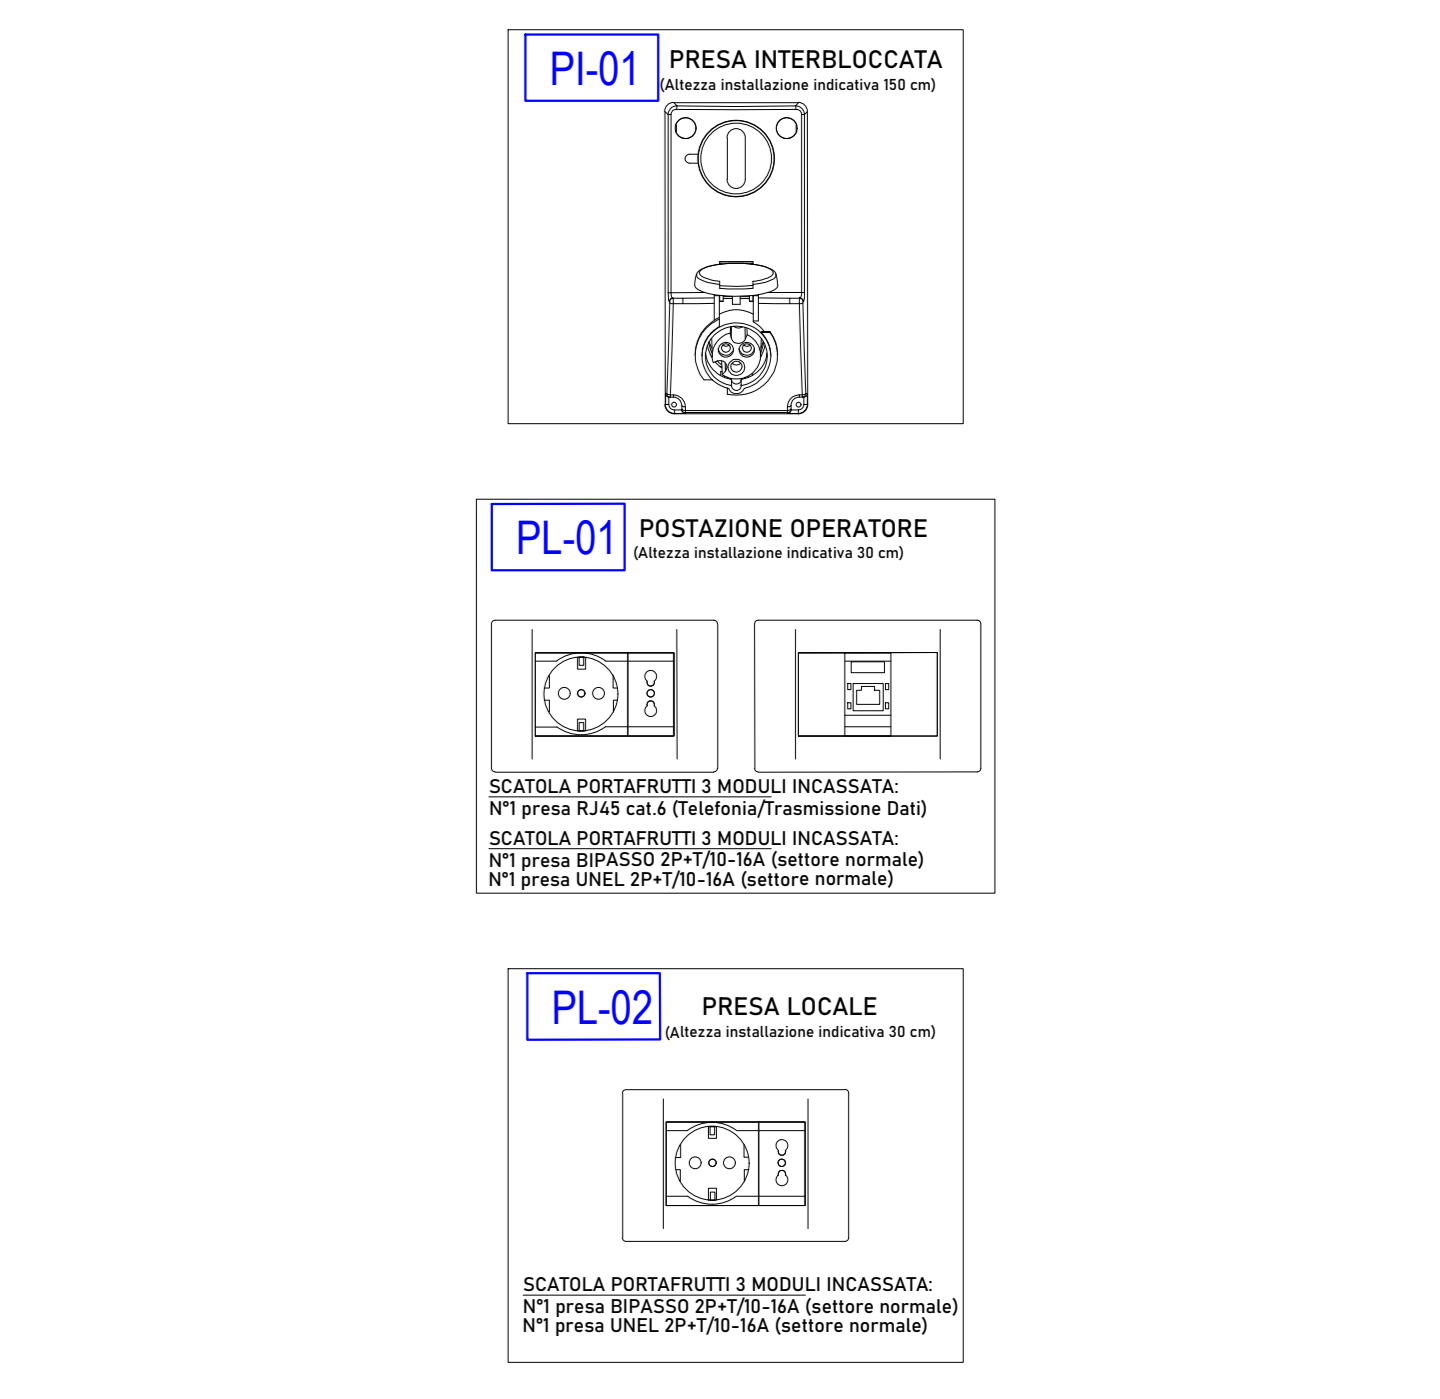 PI-01
PRESA INTERBLOCCATA
(Altezza installazione indicativa 150 cm)
PL-01
POSTAZIONE OPERATORE
(Altezza installazione indicativa 30 cm)
SCATOLA PORTAFRUTTI 3 MODULI INCASSATA:
N°1 presa RJ45 cat.6 (Telefonia/Trasmissione Dati)
SCATOLA PORTAFRUTTI 3 MODULI INCASSATA:
N°1 presa BIPASSO 2P+T/10-16A (settore normale)
N°1 presa UNEL 2P+T/10-16A (settore normale)
PL-02
PRESA LOCALE
(Altezza installazione indicativa 30 cm)
SCATOLA PORTAFRUTTI 3 MODULI INCASSATA:
N°1 presa BIPASSO 2P+T/10-16A (settore normale)
N°1 presa UNEL 2P+T/10-16A (settore normale)